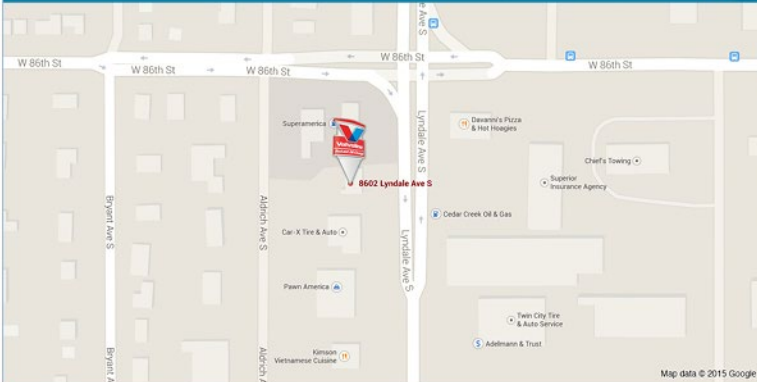 e Ave S
W 86th St
W 86th St
W 86th St
W 86th St
W 86th St
Superamerica
Valvoline
Lyndale Ave S
Davanni's Pizza
& Hot Hoagies
Chief's Towing
8602 Lyndale Ave S
Superior
Insurance Agency
Bryant Ave S
Aldrich Ave S
Cedar Creek Oil & Gas
Car-X Tire & Auto
Lyndale Ave S
Pawn America
Twin City Tire
& Auto Service
$ Adelmann & Trust
Kimson
Vietnamese Cuisine
Bryant A
Aldrich A
Map data © 2015 Google